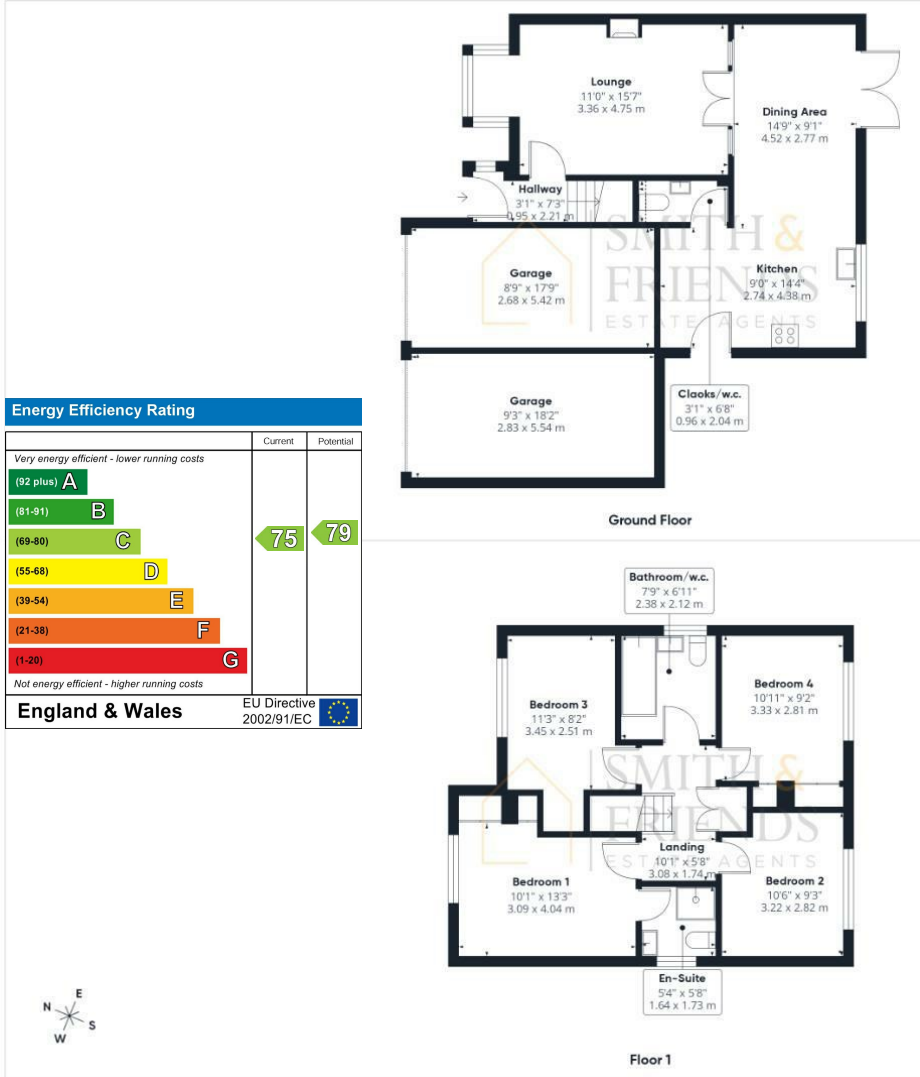 Lounge
11'0" x 15'7"
3.36 x 4.75 m
Dining Area
14'9" x 9'1"
4.52 x 2.77 m
Hallway
3'1" x 7'3"
0.95 x 2.21 m
SMITH &
FRIENDS
ESTATE AGENTS
Garage
8'9" x 17'9"
2.68 x 5.42 m
Kitchen
9'0" x 14'4"
2.74 x 4.38 m
Garage
9'3" x 18'2"
2.83 x 5.54 m
Claoks/w.c.
3'1" x 6'8"
0.96 x 2.04 m
Ground Floor
Energy Efficiency Rating
Current
Potential
Very energy efficient - lower running costs
(92 plus) A
(81-91) B
(69-80) C
75
79
(55-68) D
(39-54) E
(21-38) F
(1-20) G
Not energy efficient - higher running costs
England & Wales
EU Directive
2002/91/EC
Bathroom/w.c.
7'9" x 6'11"
2.38 x 2.12 m
Bedroom 3
11'3" x 8'2"
3.45 x 2.51 m
Bedroom 4
10'11" x 9'2"
3.33 x 2.81 m
SMITH &
FRIENDS
ESTATE AGENTS
Landing
10'1" x 5'8"
3.08 x 1.74 m
Bedroom 1
10'1" x 13'3"
3.09 x 4.04 m
Bedroom 2
10'6" x 9'3"
3.22 x 2.82 m
En-Suite
5'4" x 5'8"
1.64 x 1.73 m
N
E
S
W
Floor 1